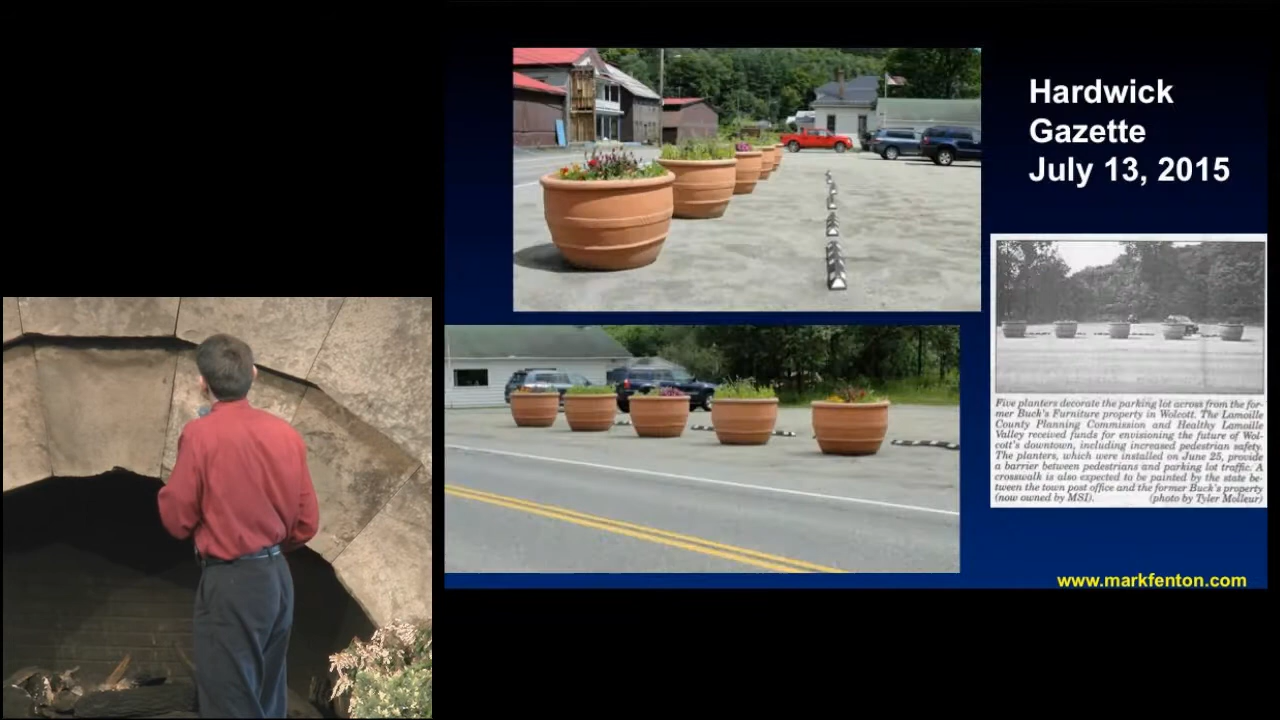 Hardwick
Gazette
July 13, 2015
Five planters decorate the parking lot across from the for-
mer Buck's Furniture property in Wolcott. The Lamoille
County Planning Commission and Healthy Lamoille
Valley received funds for envisioning the future of Wol-
cott's downtown, including increased pedestrian safety.
The planters, which were installed on June 25, provide
a barrier between pedestrians and parking lot traffic. A
crosswalk is also expected to be painted by the state be-
tween the town post office and the former Buck's property
(now owned by MSI). (photo by Tyler Molleur)
www.markfenton.com